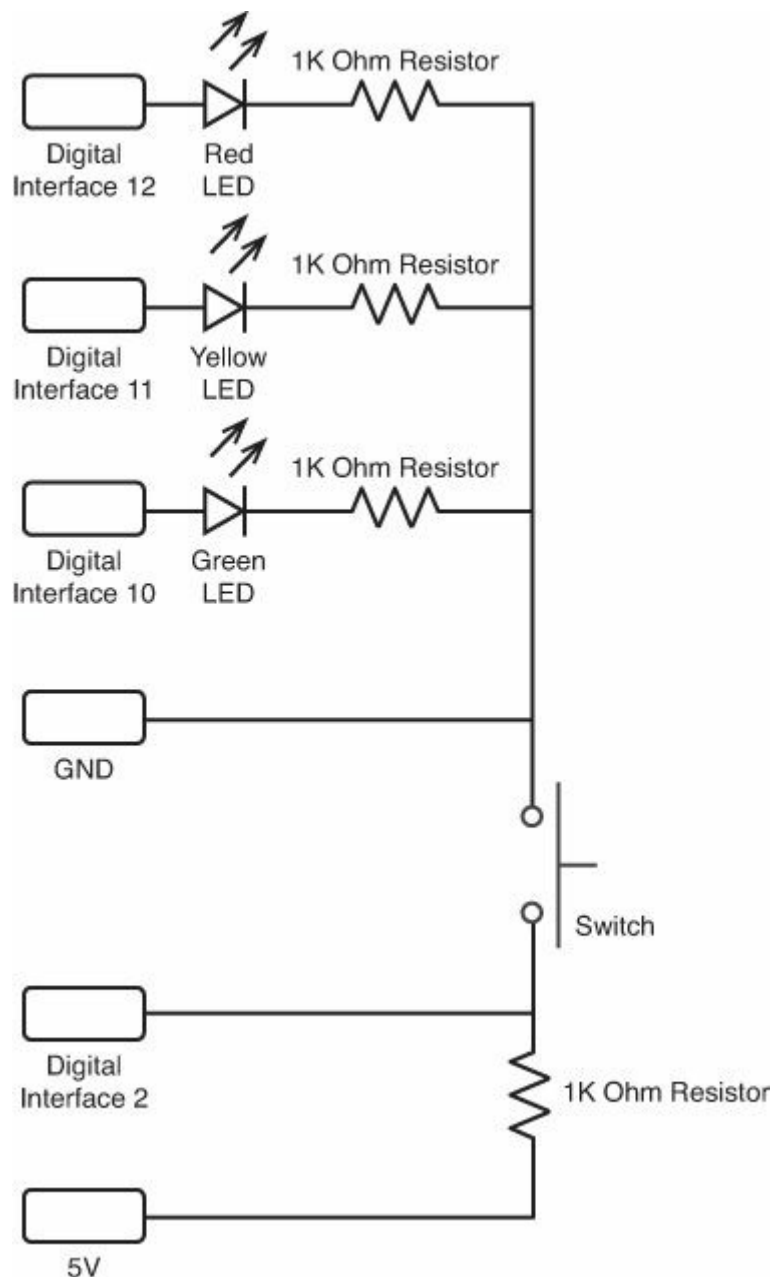 1K Ohm Resistor
Digital
Interface 12
Red
LED
1K Ohm Resistor
Digital
Interface 11
Yellow
LED
1K Ohm Resistor
Digital
Interface 10
Green
LED
GND
Switch
Digital
Interface 2
1K Ohm Resistor
5V